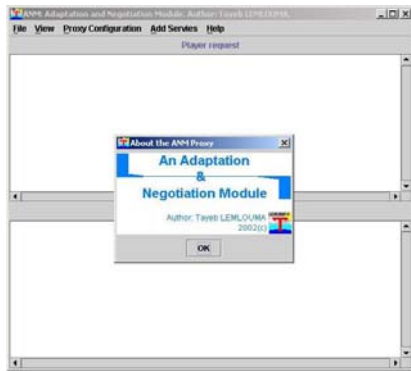 ANM: Adaptation and Negotiation Module. Author: Tayeb LEMLOUMA.
File View Proxy Configuration Add Servies Help
Player request
About the ANM Proxy
An Adaptation
&
Negotiation Module
Author: Tayeb LEMLOUMA
2002(c)
OK